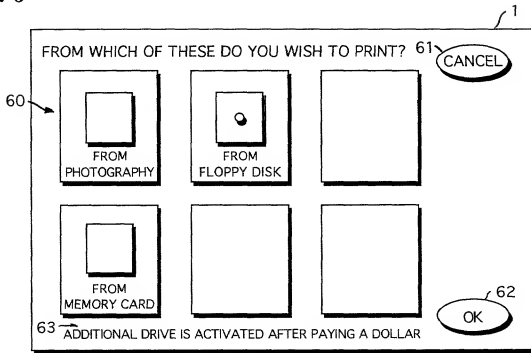 1
FROM WHICH OF THESE DO YOU WISH TO PRINT?
61
CANCEL
60
FROM
PHOTOGRAPHY
FROM
FLOPPY DISK
FROM
MEMORY CARD
62
OK
63
ADDITIONAL DRIVE IS ACTIVATED AFTER PAYING A DOLLAR